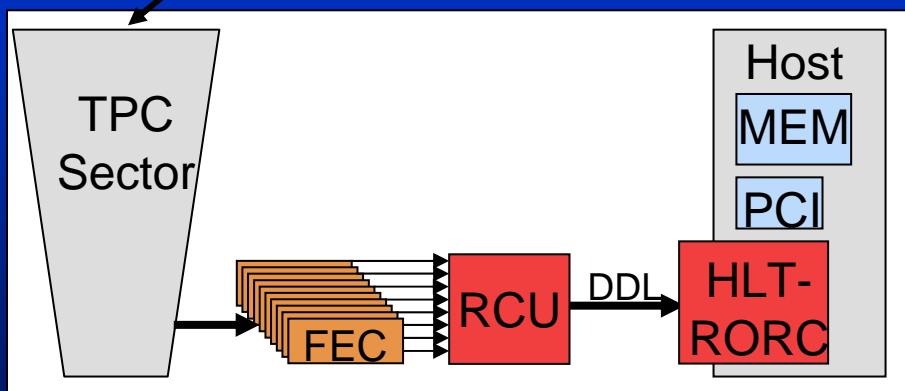 TPC
Sector
FEC
RCU
DDL
Host
MEM
PCI
HLT-
RORC